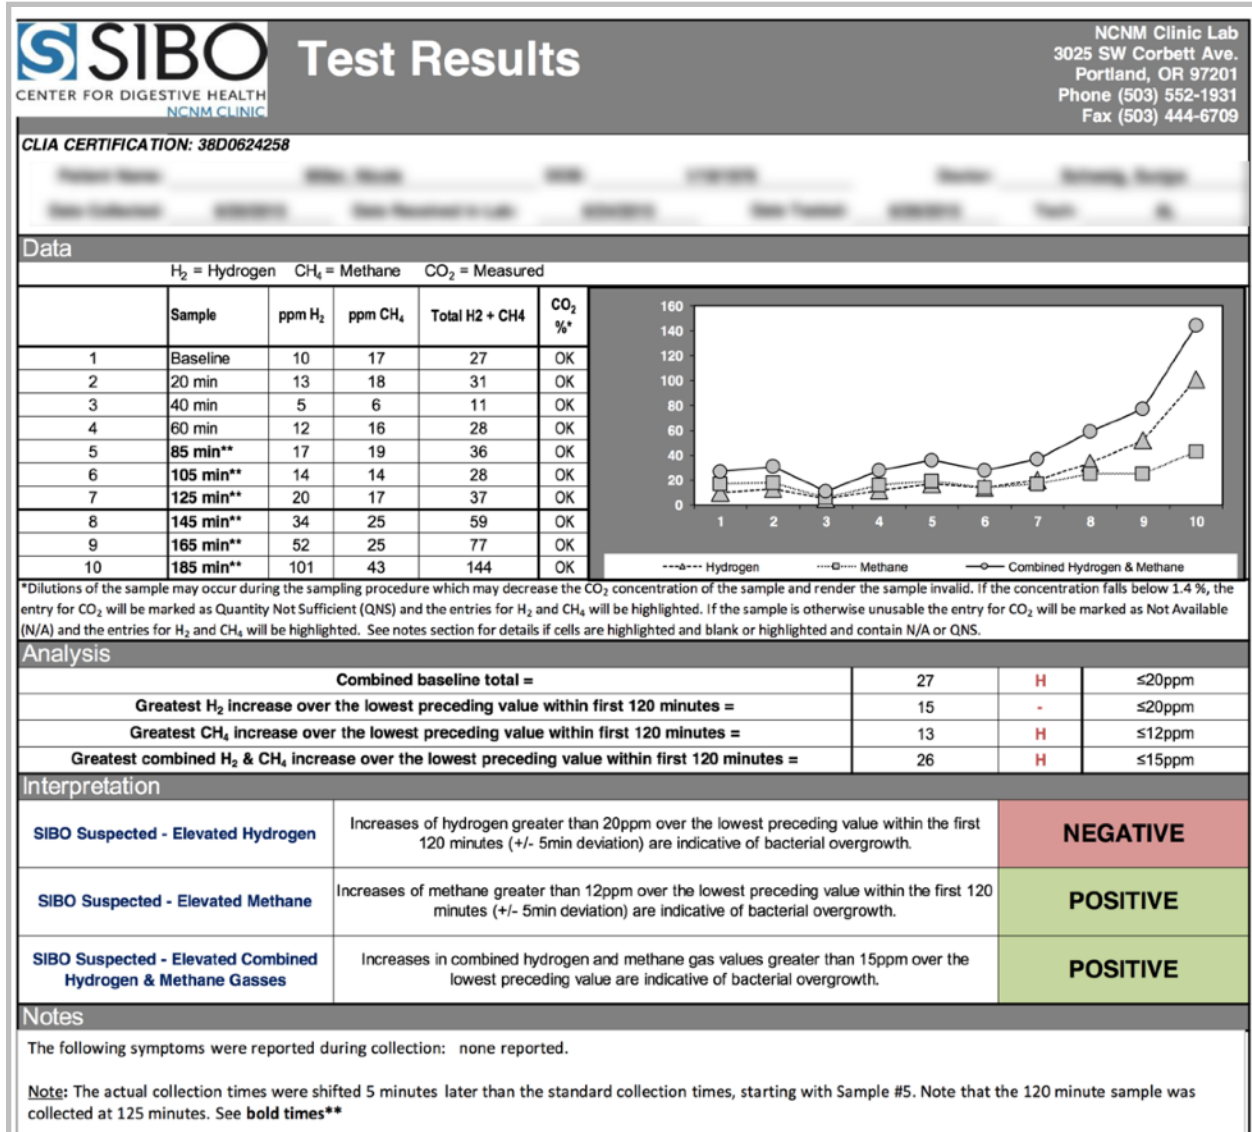 SIBO
CENTER FOR DIGESTIVE HEALTH
NCNM CLINIC
Test Results
NCNM Clinic Lab
3025 SW Corbett Ave.
Portland, OR 97201
Phone (503) 552-1931
Fax (503) 444-6709
CLIA CERTIFICATION: 38D0624258
Data
H₂ = Hydrogen CH₄ = Methane CO₂ = Measured
Sample ppm H₂ ppm CH₄ Total H2 + CH4 CO₂ %*
1 Baseline 10 17 27 OK
2 20 min 13 18 31 OK
3 40 min 5 6 11 OK
4 60 min 12 16 28 OK
5 85 min** 17 19 36 OK
6 105 min** 14 14 28 OK
7 125 min** 20 17 37 OK
8 145 min** 34 25 59 OK
9 165 min** 52 25 77 OK
10 185 min** 101 43 144 OK
160
140
120
100
80
60
40
20
0
1 2 3 4 5 6 7 8 9 10
Hydrogen Methane Combined Hydrogen & Methane
*Dilutions of the sample may occur during the sampling procedure which may decrease the CO₂ concentration of the sample and render the sample invalid. If the concentration falls below 1.4 %, the
entry for CO₂ will be marked as Quantity Not Sufficient (QNS) and the entries for H₂ and CH₄ will be highlighted. If the sample is otherwise unusable the entry for CO₂ will be marked as Not Available
(N/A) and the entries for H₂ and CH₄ will be highlighted. See notes section for details if cells are highlighted and blank or highlighted and contain N/A or QNS.
Analysis
Combined baseline total = 27 H ≤20ppm
Greatest H₂ increase over the lowest preceding value within first 120 minutes = 15 - ≤20ppm
Greatest CH₄ increase over the lowest preceding value within first 120 minutes = 13 H ≤12ppm
Greatest combined H₂ & CH₄ increase over the lowest preceding value within first 120 minutes = 26 H ≤15ppm
Interpretation
SIBO Suspected - Elevated Hydrogen
Increases of hydrogen greater than 20ppm over the lowest preceding value within the first
120 minutes (+/- 5min deviation) are indicative of bacterial overgrowth.
NEGATIVE
SIBO Suspected - Elevated Methane
Increases of methane greater than 12ppm over the lowest preceding value within the first 120
minutes (+/- 5min deviation) are indicative of bacterial overgrowth.
POSITIVE
SIBO Suspected - Elevated Combined
Hydrogen & Methane Gasses
Increases in combined hydrogen and methane gas values greater than 15ppm over the
lowest preceding value are indicative of bacterial overgrowth.
POSITIVE
Notes
The following symptoms were reported during collection: none reported.
Note: The actual collection times were shifted 5 minutes later than the standard collection times, starting with Sample #5. Note that the 120 minute sample was
collected at 125 minutes. See bold times**